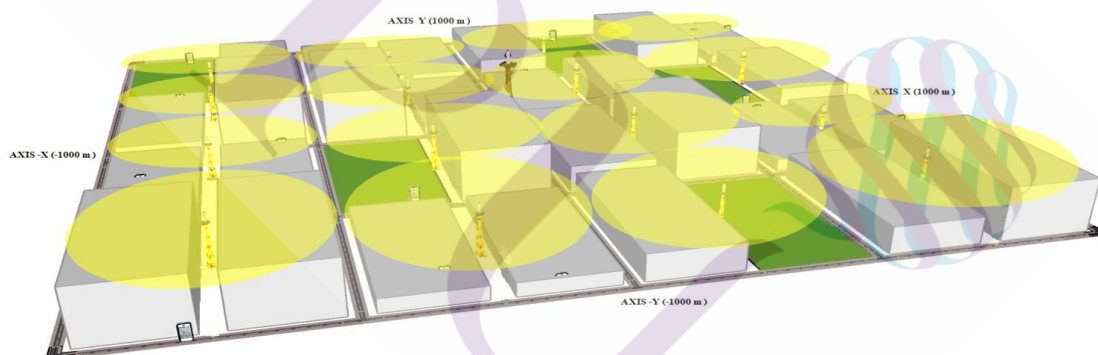 AXIS Y (1000 m)
AXIS X (1000 m)
AXIS -X (-1000 m)
AXIS -Y (-1000 m)